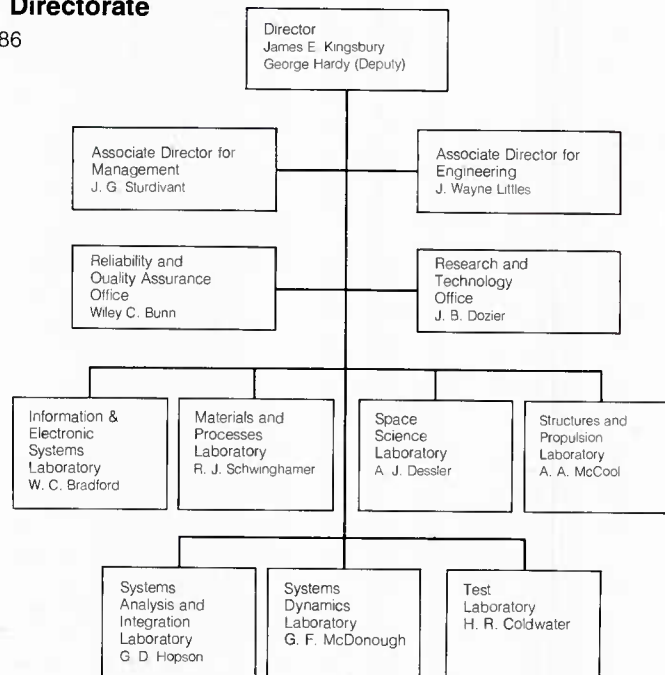 Directorate
86
Director
James E. Kingsbury
George Hardy (Deputy)
Associate Director for
Management
J. G. Sturdivant
Associate Director for
Engineering
J. Wayne Littles
Reliability and
Quality Assurance
Office
Wiley C. Bunn
Research and
Technology
Office
J. B. Dozier
Information &
Electronic
Systems
Laboratory
W. C. Bradford
Materials and
Processes
Laboratory
R. J. Schwinghamer
Space
Science
Laboratory
A. J. Dessler
Structures and
Propulsion
Laboratory
A. A. McCool
Systems
Analysis and
Integration
Laboratory
G. D. Hopson
Systems
Dynamics
Laboratory
G. F. McDonough
Test
Laboratory
H. R. Coldwater